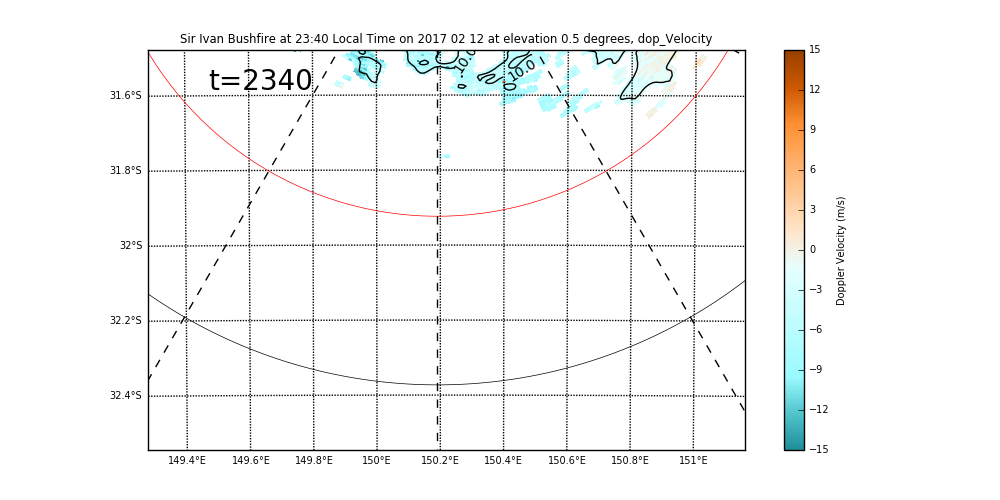 Sir Ivan Bushfire at 23:40 Local Time on 2017 02 12 at elevation 0.5 degrees, dop_Velocity
t=2340
10.0
31.6°S
31.8°S
32°S
32.2°S
32.4°S
149.4°E 149.6°E 149.8°E 150°E 150.2°E 150.4°E 150.6°E 150.8°E 151°E
15
12
9
6
3
0
−3
−6
−9
−12
−15
Doppler Velocity (m/s)